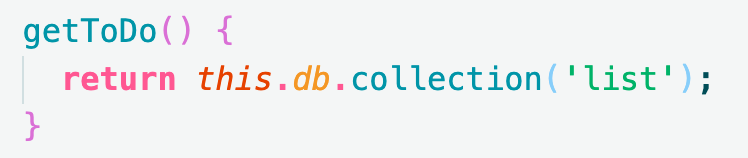 getToDo() {
  return this.db.collection('list');
}